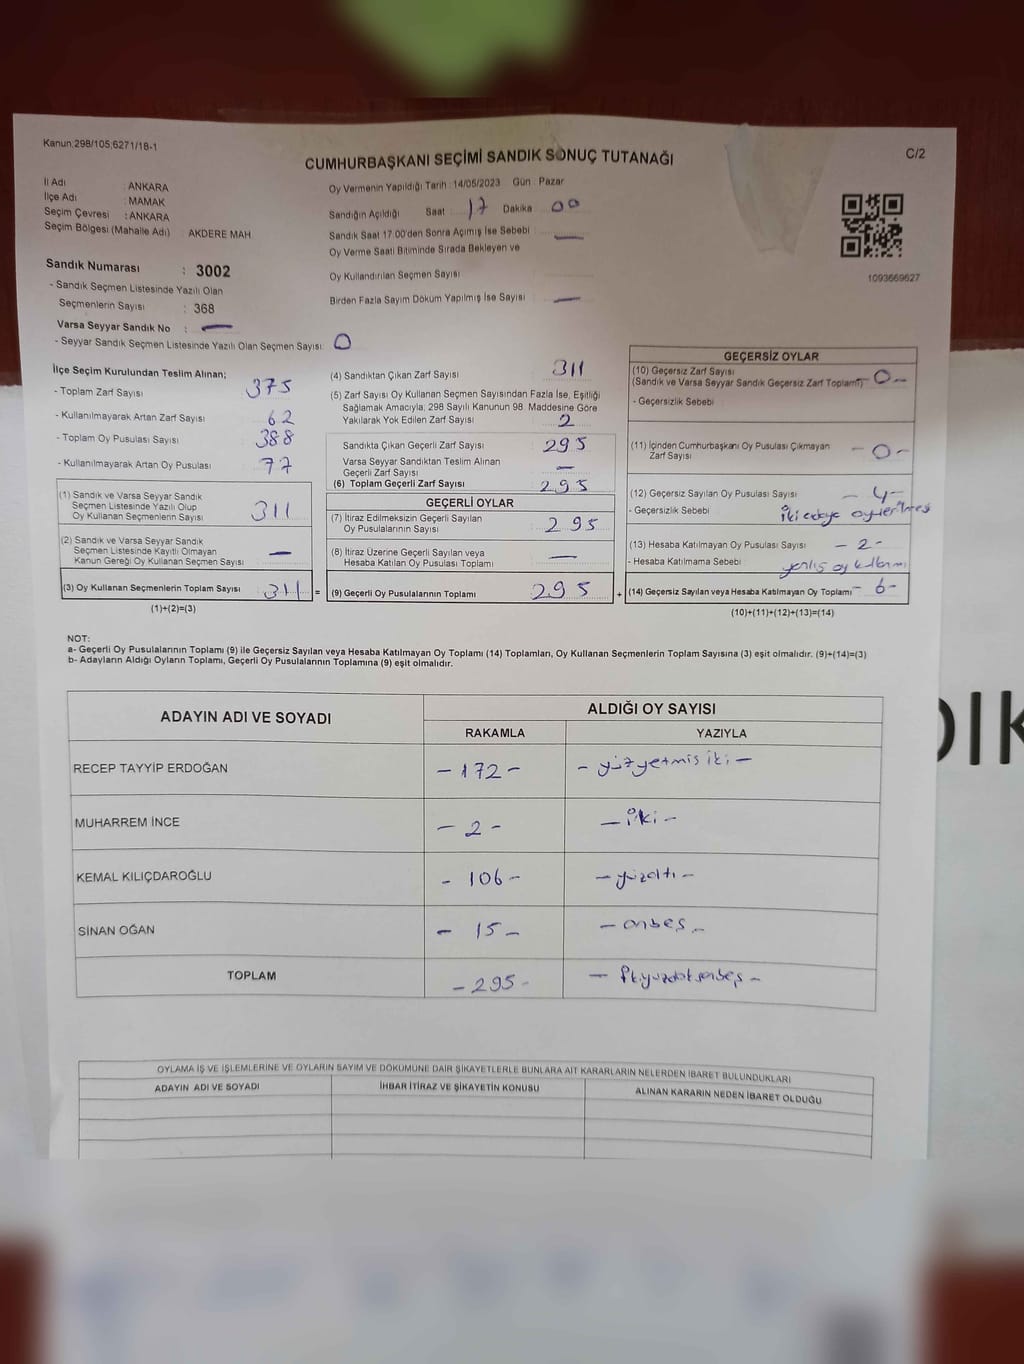 Kanun;298/105;6271/18-1
CUMHURBAŞKANI SEÇİMİ SANDIK SONUÇ TUTANAĞI
C/2
İl Adı : ANKARA
İlçe Adı : MAMAK
Seçim Çevresi : ANKARA
Seçim Bölgesi (Mahalle Adı) : AKDERE MAH.
Oy Vermenin Yapıldığı Tarih : 14/05/2023 Gün : Pazar
Sandığın Açıldığı Saat : 17 Dakika : 00
Sandık Saat 17.00'den Sonra Açımış İse Sebebi : —
Oy Verme Saati Bitiminde Sırada Bekleyen ve
Oy Kullandırılan Seçmen Sayısı :
Birden Fazla Sayım Döküm Yapılmış İse Sayısı : —
1093669627
Sandık Numarası : 3002
- Sandık Seçmen Listesinde Yazılı Olan
Seçmenlerin Sayısı : 368
Varsa Seyyar Sandık No : —
- Seyyar Sandık Seçmen Listesinde Yazılı Olan Seçmen Sayısı: 0
İlçe Seçim Kurulundan Teslim Alınan;
- Toplam Zarf Sayısı : 375
- Kullanılmayarak Artan Zarf Sayısı : 62
- Toplam Oy Pusulası Sayısı : 388
- Kullanılmayarak Artan Oy Pusulası : 77
(1) Sandık ve Varsa Seyyar Sandık
Seçmen Listesinde Yazılı Olup
Oy Kullanan Seçmenlerin Sayısı : 311
(2) Sandık ve Varsa Seyyar Sandık
Seçmen Listesinde Kayıtlı Olmayan
Kanun Gereği Oy Kullanan Seçmen Sayısı : —
(3) Oy Kullanan Seçmenlerin Toplam Sayısı : 311 =
(1)+(2)=(3)
(4) Sandıktan Çıkan Zarf Sayısı : 311
(5) Zarf Sayısı Oy Kullanan Seçmen Sayısından Fazla İse, Eşitliği
Sağlamak Amacıyla; 298 Sayılı Kanunun 98. Maddesine Göre
Yakılarak Yok Edilen Zarf Sayısı : 2
Sandıkta Çıkan Geçerli Zarf Sayısı : 295
Varsa Seyyar Sandıktan Teslim Alınan
Geçerli Zarf Sayısı : —
(6) Toplam Geçerli Zarf Sayısı : 295
GEÇERLİ OYLAR
(7) İtiraz Edilmeksizin Geçerli Sayılan
Oy Pusulalarının Sayısı : 295
(8) İtiraz Üzerine Geçerli Sayılan veya
Hesaba Katılan Oy Pusulası Toplamı : —
(9) Geçerli Oy Pusulalarının Toplamı : 295 +
GEÇERSİZ OYLAR
(10) Geçersiz Zarf Sayısı
(Sandık ve Varsa Seyyar Sandık Geçersiz Zarf Toplamı) — 0 —
- Geçersizlik Sebebi :
(11) İçinden Cumhurbaşkanı Oy Pusulası Çıkmayan
Zarf Sayısı : — 0 —
(12) Geçersiz Sayılan Oy Pusulası Sayısı : — 4 —
- Geçersizlik Sebebi : iki adaya oy verilmesi
(13) Hesaba Katılmayan Oy Pusulası Sayısı : — 2 —
- Hesaba Katılmama Sebebi : yanlış oy kullanımı
(14) Geçersiz Sayılan veya Hesaba Katılmayan Oy Toplamı — 6 —
(10)+(11)+(12)+(13)=(14)
NOT:
a- Geçerli Oy Pusulalarının Toplamı (9) ile Geçersiz Sayılan veya Hesaba Katılmayan Oy Toplamı (14) Toplamları, Oy Kullanan Seçmenlerin Toplam Sayısına (3) eşit olmalıdır. (9)+(14)=(3)
b- Adayların Aldığı Oyların Toplamı, Geçerli Oy Pusulalarının Toplamına (9) eşit olmalıdır.
ADAYIN ADI VE SOYADI
ALDIĞI OY SAYISI
RAKAMLA YAZIYLA
RECEP TAYYİP ERDOĞAN — 172 — — yüzyetmiş iki —
MUHARREM İNCE — 2 — — iki —
KEMAL KILIÇDAROĞLU — 106 — — yüzaltı —
SİNAN OĞAN — 15 — — onbeş —
TOPLAM — 295 — — ikiyüzdoksanbeş —
OYLAMA İŞ VE İŞLEMLERİNE VE OYLARIN SAYIM VE DÖKÜMÜNE DAİR ŞİKAYETLERLE BUNLARA AİT KARARLARIN NELERDEN İBARET BULUNDUKLARI
ADAYIN ADI VE SOYADI İHBAR İTİRAZ VE ŞİKAYETİN KONUSU ALINAN KARARIN NEDEN İBARET OLDUĞU